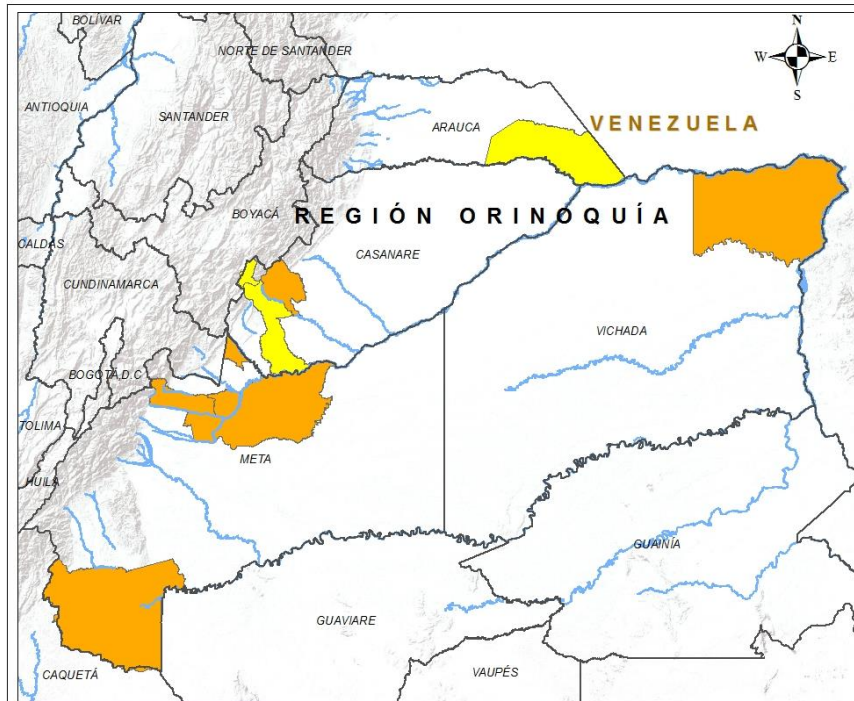 BOLÍVAR
N
NORTE DE SANTANDER
W
E
S
ANTIOQUIA
SANTANDER
ARAUCA
VENEZUELA
BOYACÁ
REGIÓN ORINOQUÍA
CALDAS
CASANARE
CUNDINAMARCA
VICHADA
BOGOTÁ,D.C
TOLIMA
META
HUILA
GUAINÍA
GUAVIARE
CAQUETÁ
VAUPÉS